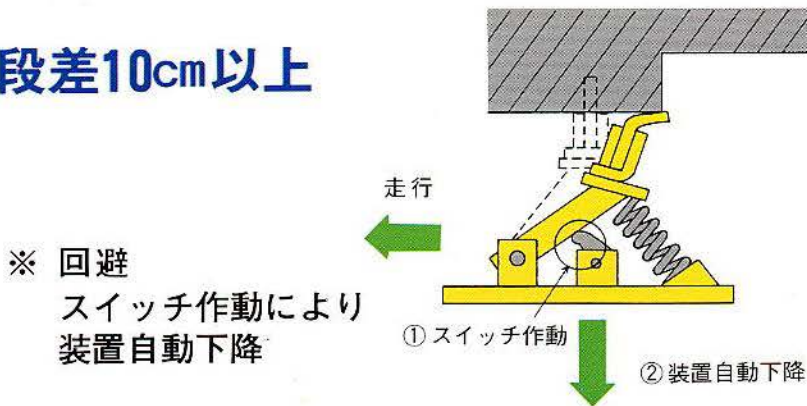 段差10cm以上
走行
※ 回避
スイッチ作動により
装置自動下降
① スイッチ作動
② 装置自動下降